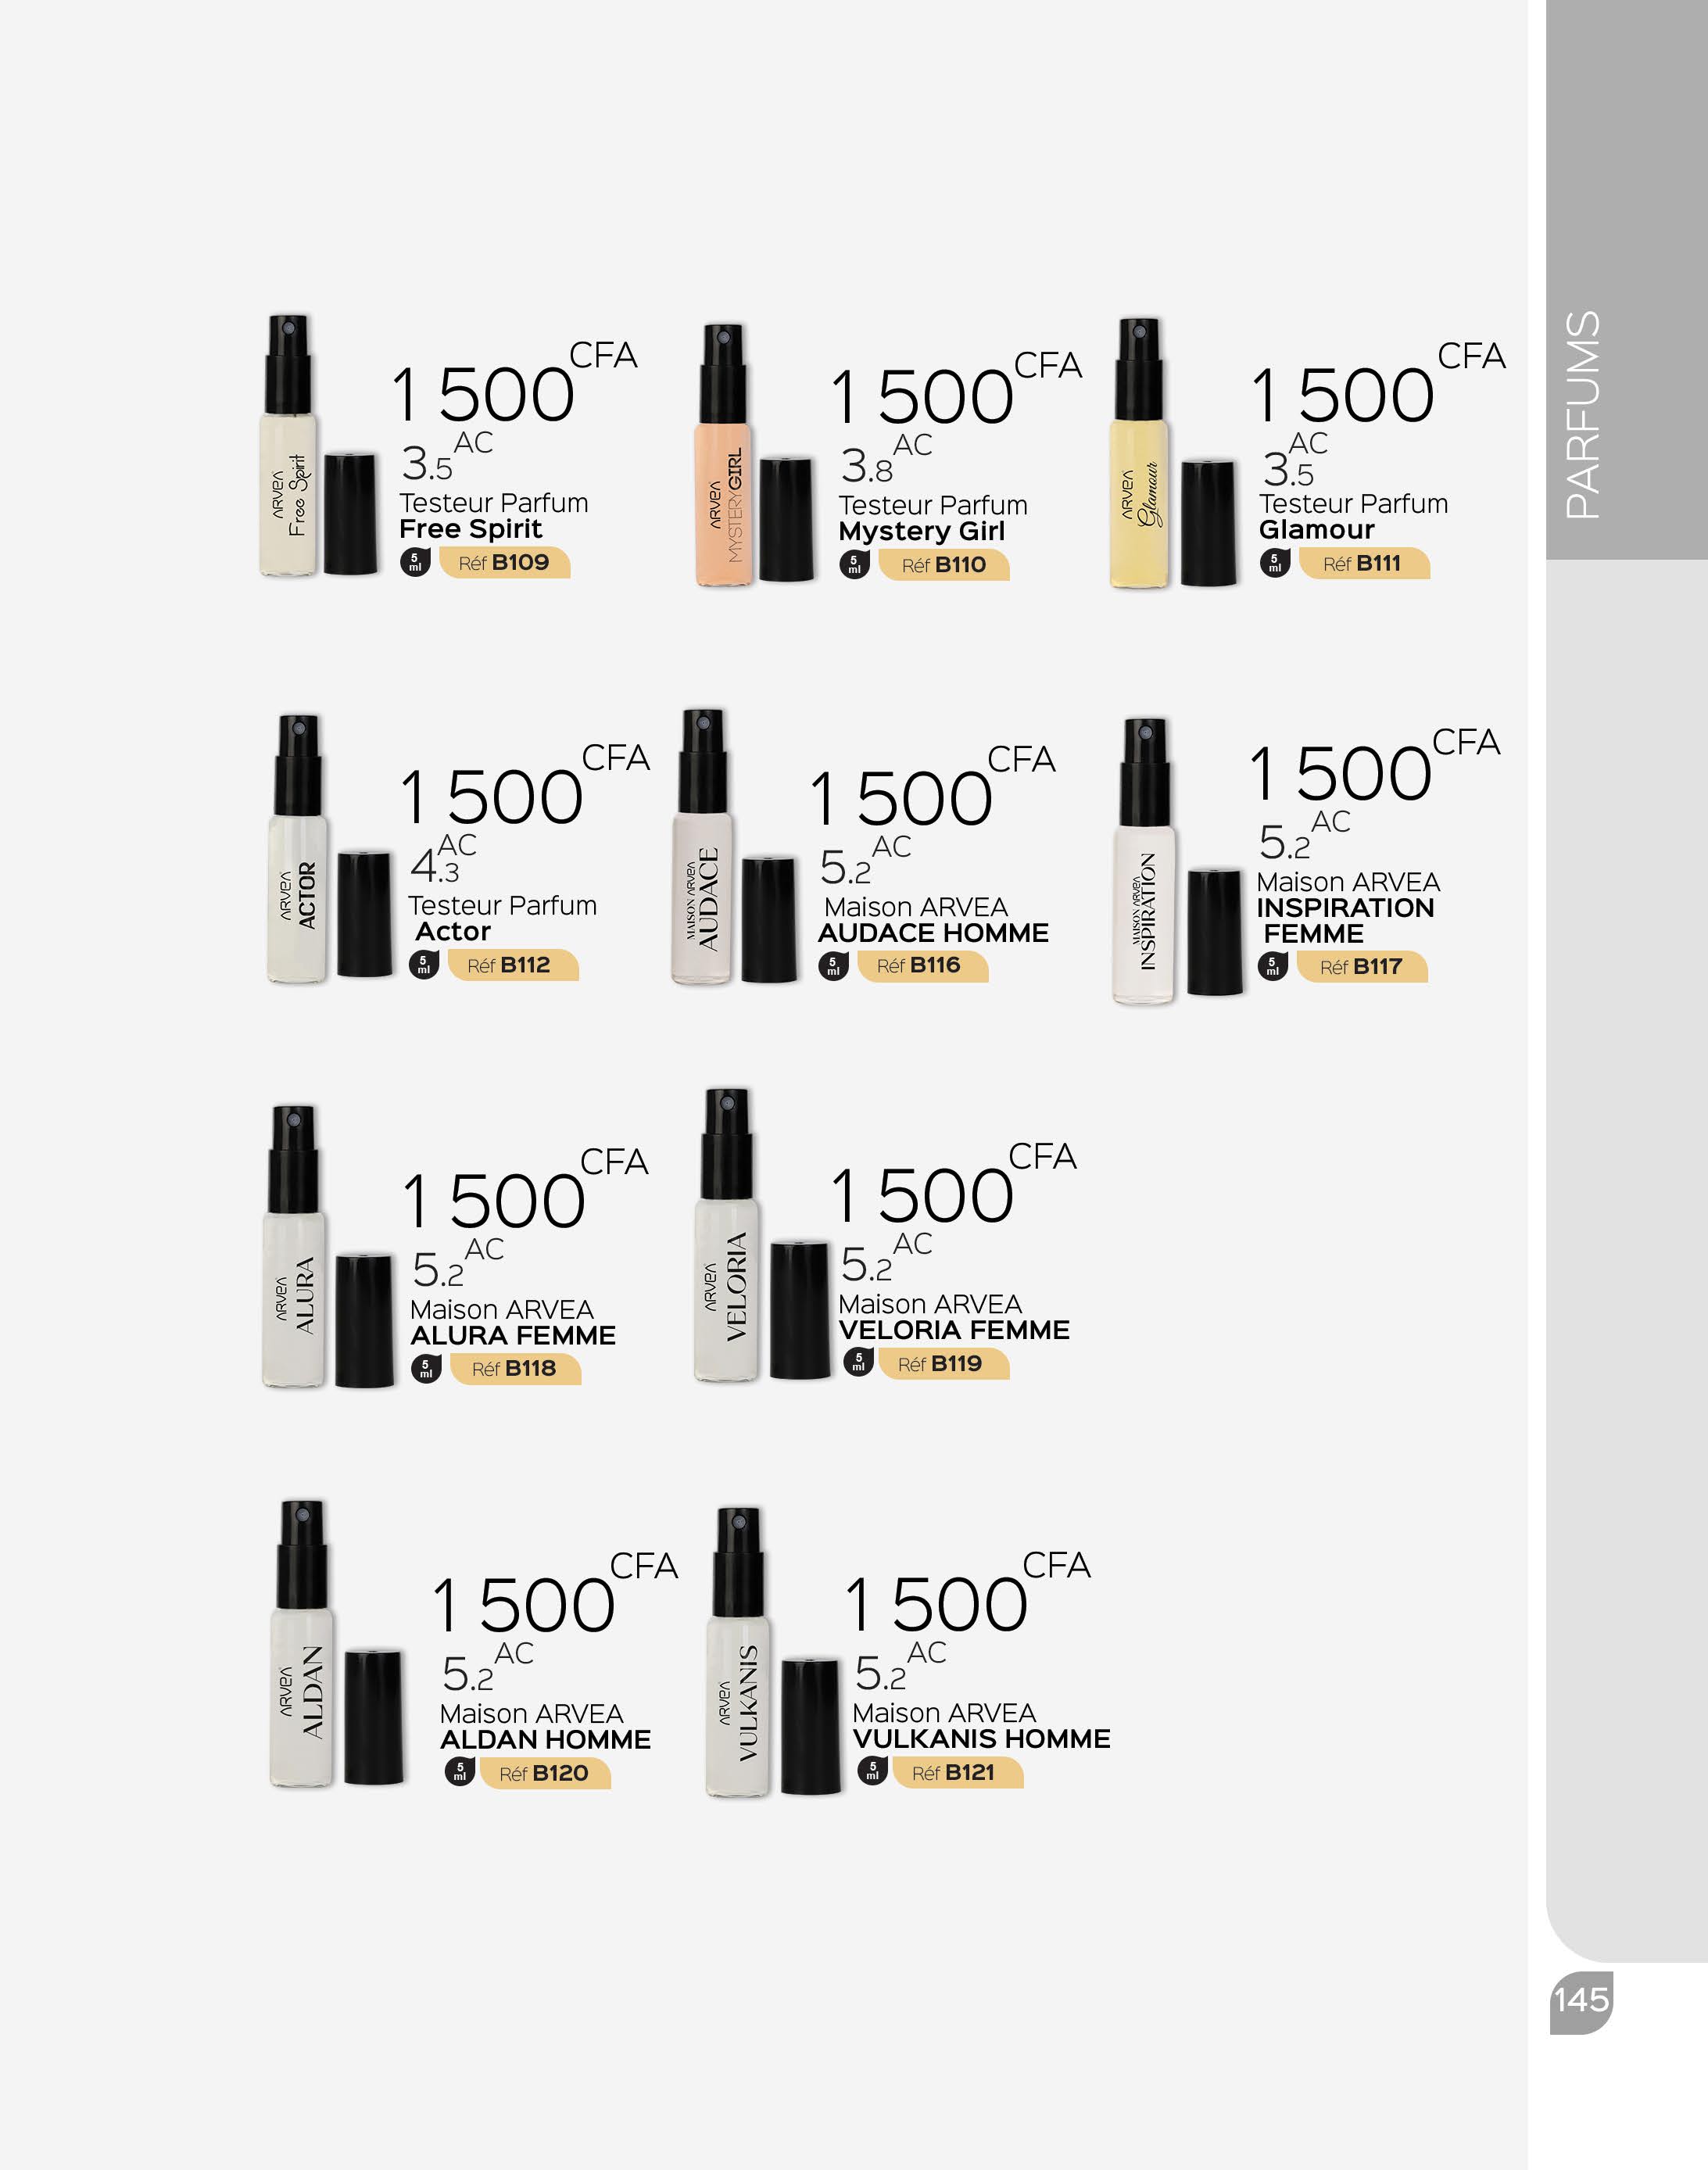 PARFUMS
1 500 CFA
3.5 AC
Testeur Parfum
Free Spirit
5 ml Réf B109
ARVEA
Free Spirit
1 500 CFA
3.8 AC
Testeur Parfum
Mystery Girl
5 ml Réf B110
ARVEA
MYSTERYGIRL
1 500 CFA
3.5 AC
Testeur Parfum
Glamour
5 ml Réf B111
ARVEA
Glamour
1 500 CFA
4.3 AC
Testeur Parfum
Actor
5 ml Réf B112
ARVEA
ACTOR
1 500 CFA
5.2 AC
Maison ARVEA
AUDACE HOMME
5 ml Réf B116
MAISON ARVEA
AUDACE
1 500 CFA
5.2 AC
Maison ARVEA
INSPIRATION
FEMME
5 ml Réf B117
MAISON ARVEA
INSPIRATION
1 500 CFA
5.2 AC
Maison ARVEA
ALURA FEMME
5 ml Réf B118
ARVEA
ALURA
1 500 CFA
5.2 AC
Maison ARVEA
VELORIA FEMME
5 ml Réf B119
ARVEA
VELORIA
1 500 CFA
5.2 AC
Maison ARVEA
ALDAN HOMME
5 ml Réf B120
ARVEA
ALDAN
1 500 CFA
5.2 AC
Maison ARVEA
VULKANIS HOMME
5 ml Réf B121
ARVEA
VULKANIS
145